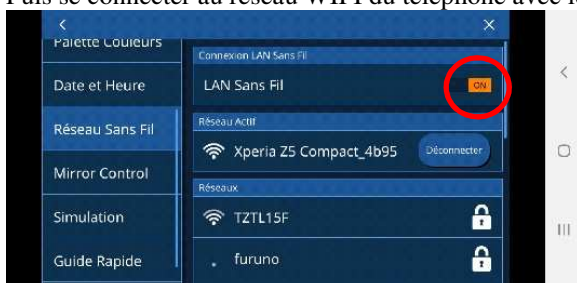 Palette Couleurs
Date et Heure
Réseau Sans Fil
Mirror Control
Simulation
Guide Rapide
Connexion LAN Sans Fil
LAN Sans Fil
ON
Réseau Actif
Xperia Z5 Compact_4b95
Déconnecter
Réseaux
TZTL15F
furuno